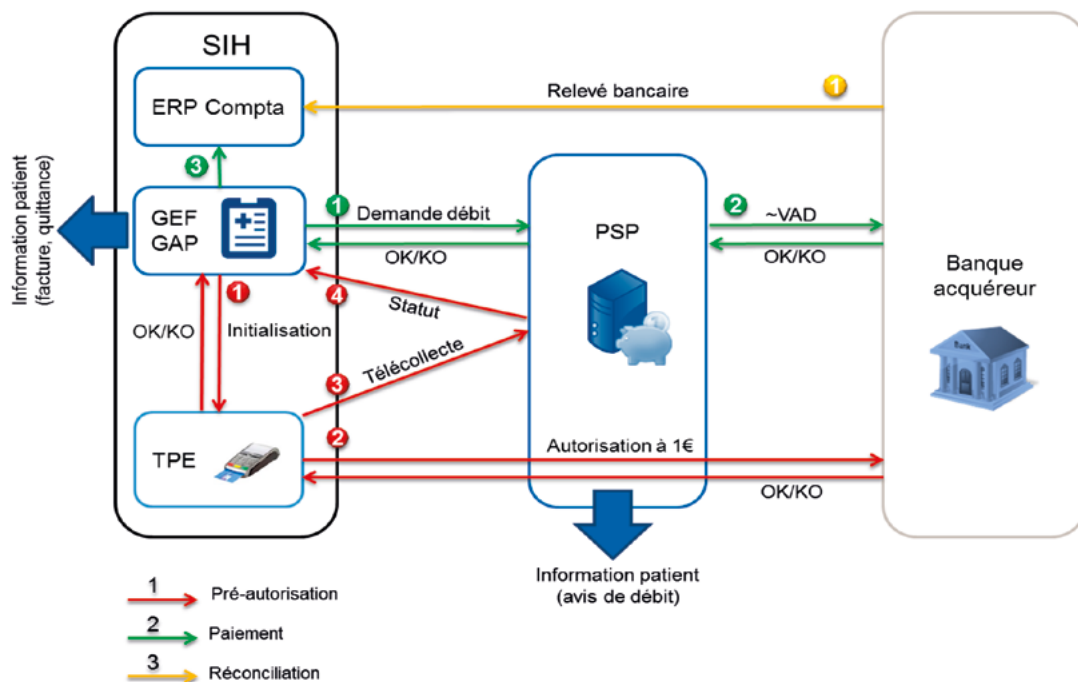 SIH
ERP Compta
Relevé bancaire
1
3
Information patient
(facture, quittance)
GEF
GAP
1
Demande débit
OK/KO
PSP
2
~VAD
OK/KO
Banque
acquéreur
Bank
1
4
Statut
OK/KO
Initialisation
3
Télécollecte
TPE
2
Autorisation à 1€
OK/KO
Information patient
(avis de débit)
1
Pré-autorisation
2
Paiement
3
Réconciliation